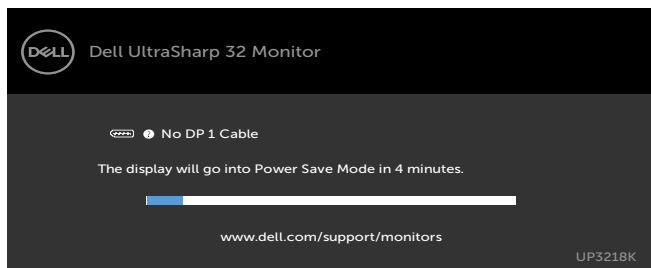 DELL
Dell UltraSharp 32 Monitor
No DP 1 Cable
The display will go into Power Save Mode in 4 minutes.
www.dell.com/support/monitors
UP3218K